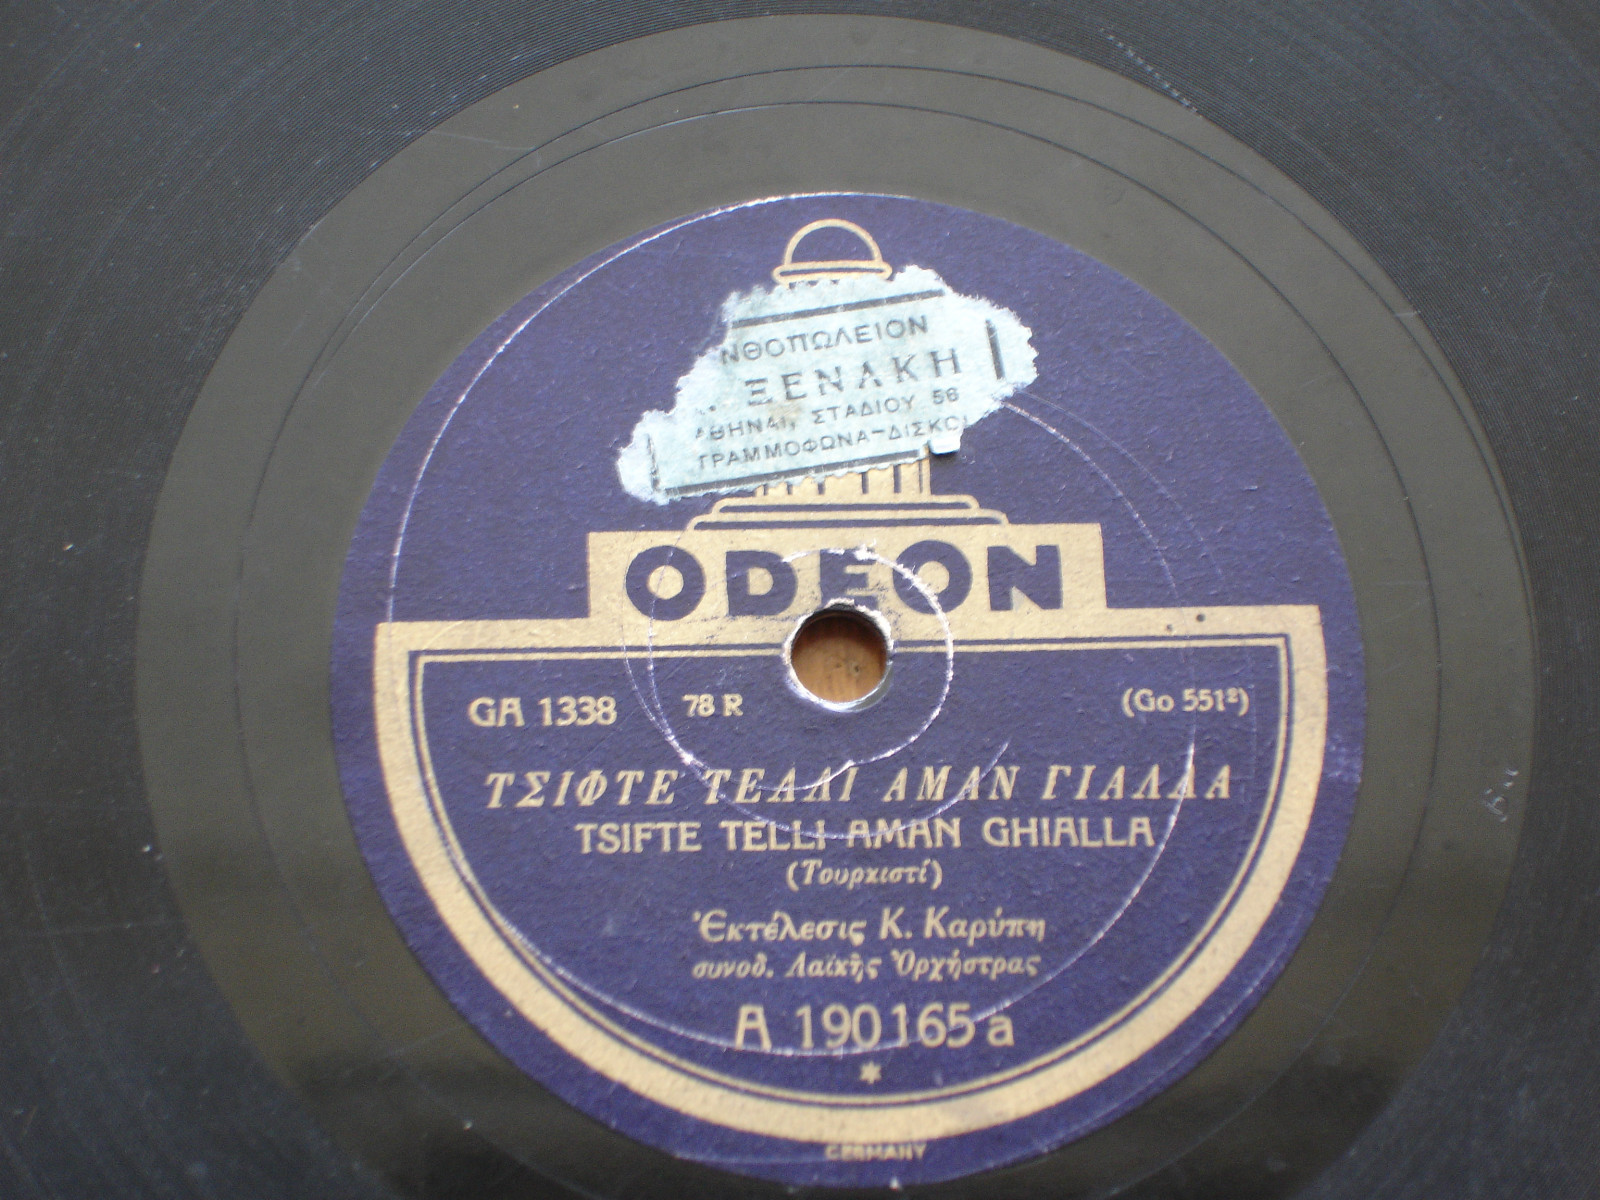 ΝΘΟΠΩΛΕΙΟΝ
ΞΕΝΑΚΗ
ΑΘΗΝΑΙ, ΣΤΑΔΙΟΥ 56
ΓΡΑΜΜΟΦΩΝΑ-ΔΙΣΚΟΙ
ODEON
GA 1338 78 R (Go 551²)
ΤΣΙΦΤΕ ΤΕΛΛΙ ΑΜΑΝ ΓΙΑΛΛΑ
TSIFTE TELLI AMAN GHIALLA
(Τουρκιστί)
Ἐκτέλεσις Κ. Καρύπη
συνοδ. Λαϊκῆς Ὀρχήστρας
A 190165 a
*
GERMANY